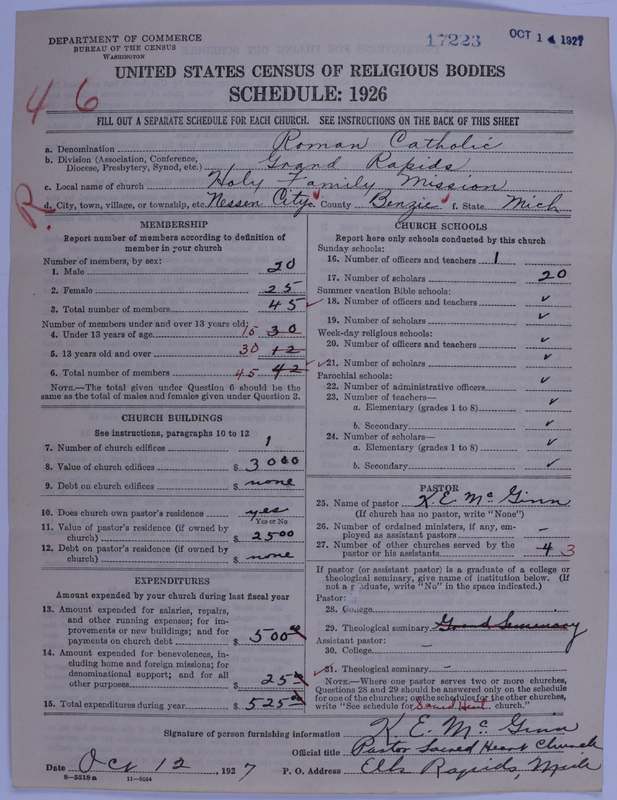 DEPARTMENT OF COMMERCE
BUREAU OF THE CENSUS
WASHINGTON
17223
OCT 14 1927
UNITED STATES CENSUS OF RELIGIOUS BODIES
SCHEDULE: 1926
46
FILL OUT A SEPARATE SCHEDULE FOR EACH CHURCH. SEE INSTRUCTIONS ON THE BACK OF THIS SHEET
a. Denomination Roman Catholic
b. Division (Association, Conference, Diocese, Presbytery, Synod, etc.) Grand Rapids
c. Local name of church Holy Family Mission
R.
d. City, town, village, or township, etc. Nessen City e. County Benzie f. State Mich
MEMBERSHIP
Report number of members according to definition of
member in your church
Number of members, by sex:
1. Male 20
2. Female 25
3. Total number of members 45
Number of members under and over 13 years old:
4. Under 13 years of age 15 30
5. 13 years old and over 30 12
6. Total number of members 45 42
NOTE.—The total given under Question 6 should be
the same as the total of males and females given under Question 3.
CHURCH BUILDINGS
See instructions, paragraphs 10 to 12
7. Number of church edifices 1
8. Value of church edifices $ 3000
9. Debt on church edifices $ none
10. Does church own pastor's residence yes
Yes or No
11. Value of pastor's residence (if owned by
church) $ 2500
12. Debt on pastor's residence (if owned by
church) $ none
EXPENDITURES
Amount expended by your church during last fiscal year
13. Amount expended for salaries, repairs,
and other running expenses; for im-
provements or new buildings; and for
payments on church debt $ 500 00
14. Amount expended for benevolences, in-
cluding home and foreign missions; for
denominational support; and for all
other purposes $ 25
15. Total expenditures during year $ 525 00
CHURCH SCHOOLS
Report here only schools conducted by this church
Sunday schools:
16. Number of officers and teachers 1
17. Number of scholars 20
Summer vacation Bible schools:
18. Number of officers and teachers ✓
19. Number of scholars ✓
Week-day religious schools:
20. Number of officers and teachers ✓
21. Number of scholars ✓
Parochial schools:
22. Number of administrative officers ✓
23. Number of teachers—
a. Elementary (grades 1 to 8) ✓
b. Secondary ✓
24. Number of scholars—
a. Elementary (grades 1 to 8) ✓
b. Secondary ✓
PASTOR
25. Name of pastor K. E. Mc Ginn
(If church has no pastor, write "None")
26. Number of ordained ministers, if any, em-
ployed as assistant pastors –
27. Number of other churches served by the
pastor or his assistants 4 3
If pastor (or assistant pastor) is a graduate of a college or
theological seminary, give name of institution below. (If
not a graduate, write "No" in the space indicated.)
Pastor:
28. College
29. Theological seminary Grand Seminary
Assistant pastor:
30. College –
31. Theological seminary –
NOTE.—Where one pastor serves two or more churches,
Questions 28 and 29 should be answered only on the schedule
for one of the churches; on the schedules for the other churches,
write "See schedule for Sacred Heart church."
Signature of person furnishing information K. E. Mc Ginn
Official title Pastor Sacred Heart Church
Date Oct 12, 1927 P. O. Address Elk Rapids, Mich
8—5518 a 11—9064